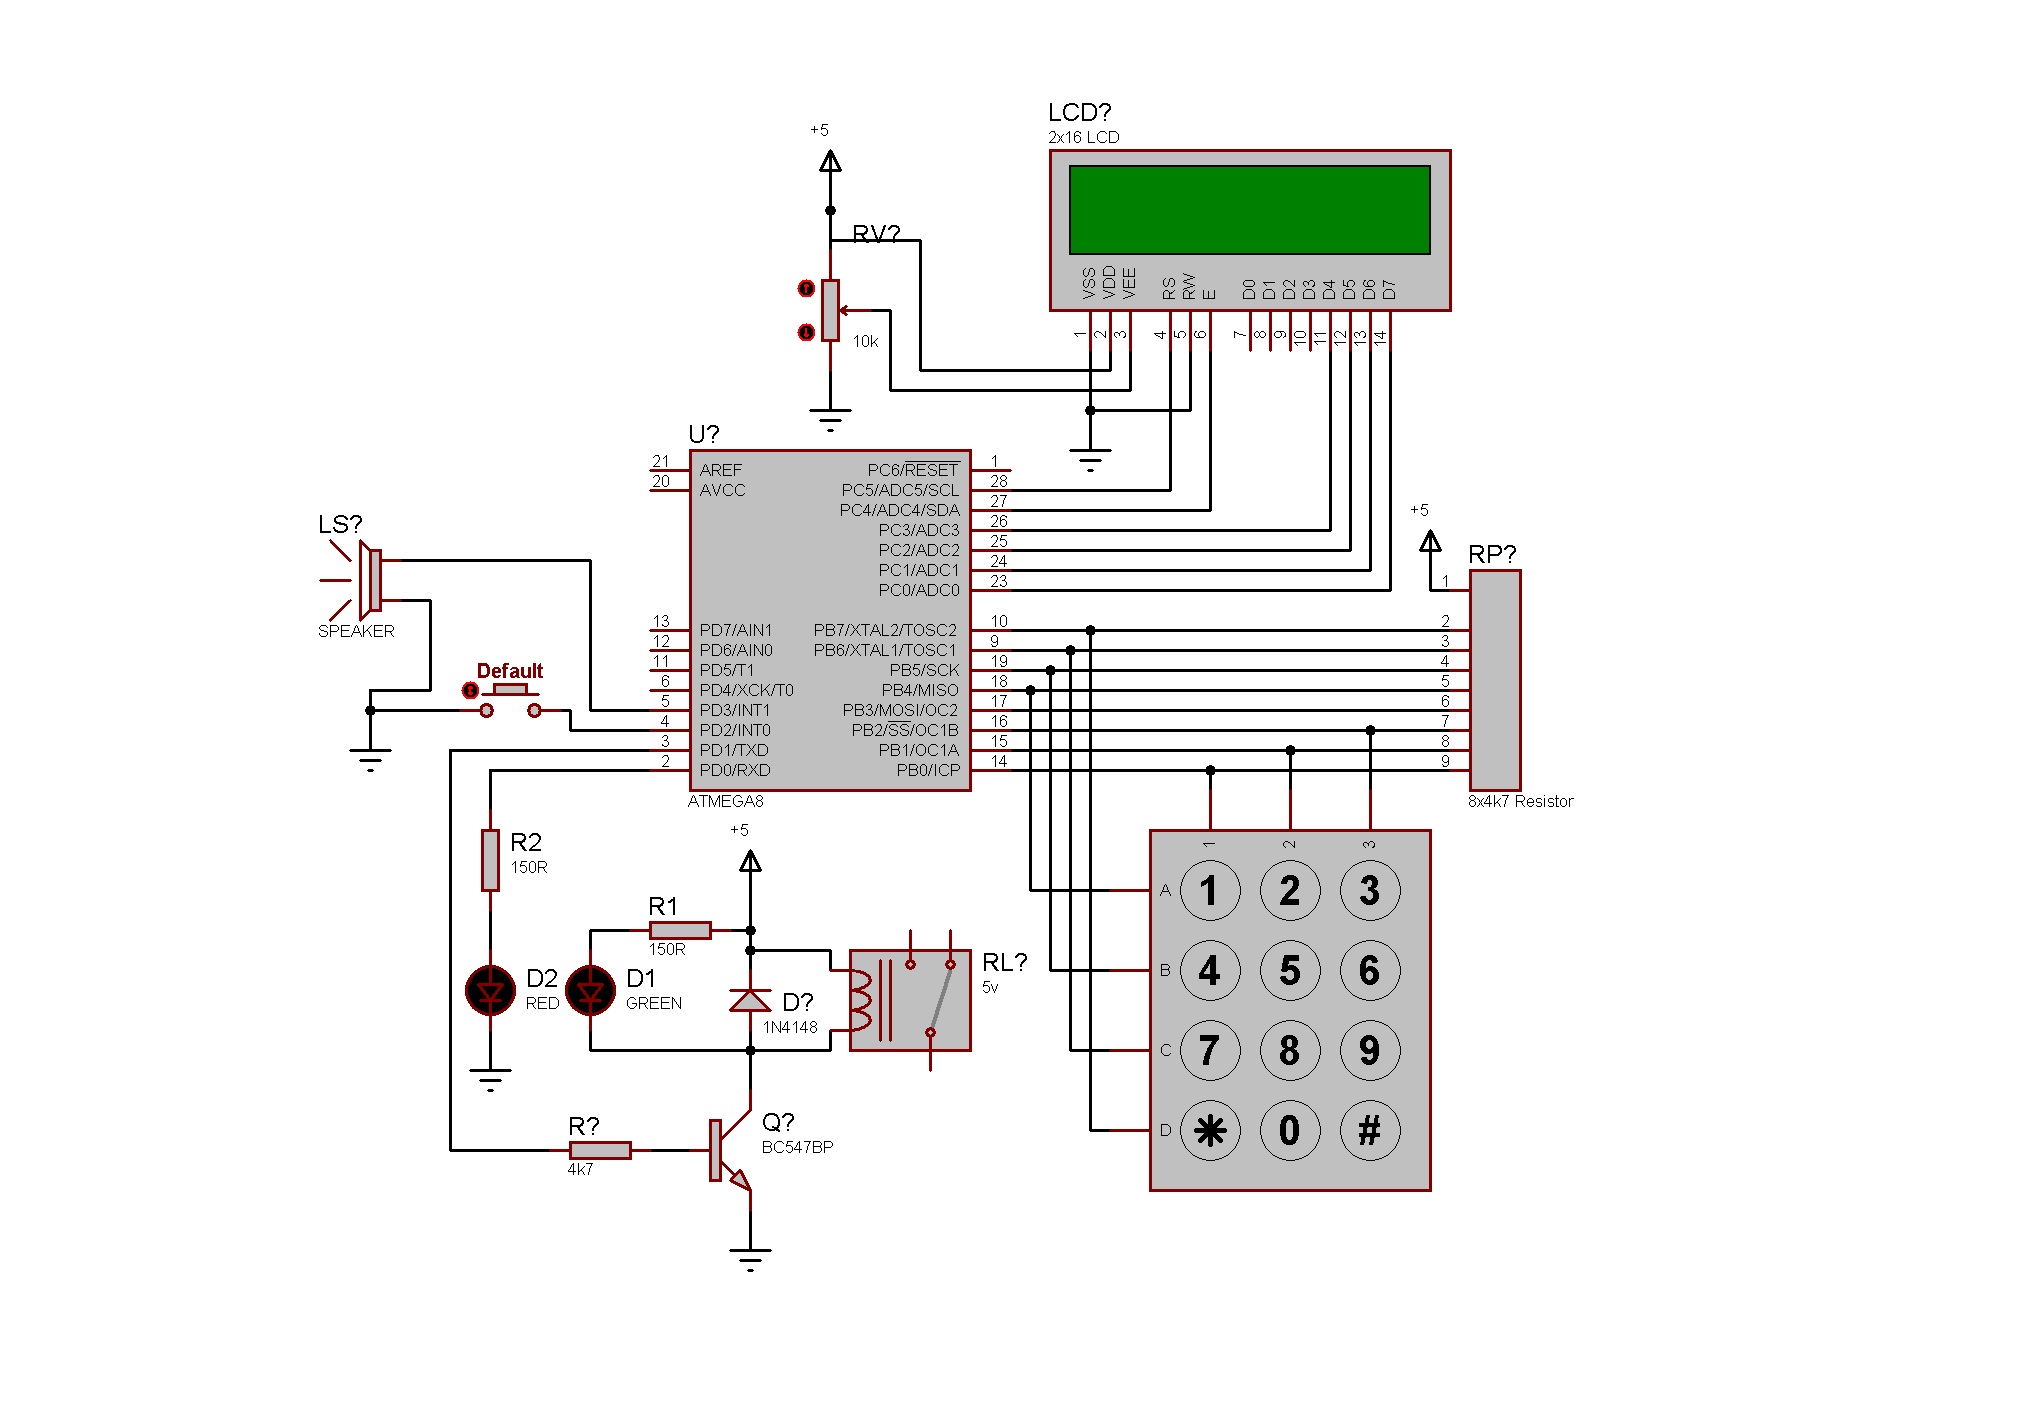 LCD?
2x16 LCD
+5
RV?
10k
VSS
VDD
VEE
RS
RW
E
D0
D1
D2
D3
D4
D5
D6
D7
1
2
3
4
5
6
7
8
9
10
11
12
13
14
U?
21 AREF
20 AVCC
13 PD7/AIN1
12 PD6/AIN0
11 PD5/T1
6 PD4/XCK/T0
5 PD3/INT1
4 PD2/INT0
3 PD1/TXD
2 PD0/RXD
PC6/RESET 1
PC5/ADC5/SCL 28
PC4/ADC4/SDA 27
PC3/ADC3 26
PC2/ADC2 25
PC1/ADC1 24
PC0/ADC0 23
PB7/XTAL2/TOSC2 10
PB6/XTAL1/TOSC1 9
PB5/SCK 19
PB4/MISO 18
PB3/MOSI/OC2 17
PB2/SS/OC1B 16
PB1/OC1A 15
PB0/ICP 14
ATMEGA8
LS?
SPEAKER
Default
+5
RP?
1
2
3
4
5
6
7
8
9
8x4k7 Resistor
R2
150R
D2
RED
+5
R1
150R
D1
GREEN
D?
1N4148
RL?
5v
R?
4k7
Q?
BC547BP
1 2 3
A 1 2 3
B 4 5 6
C 7 8 9
D * 0 #